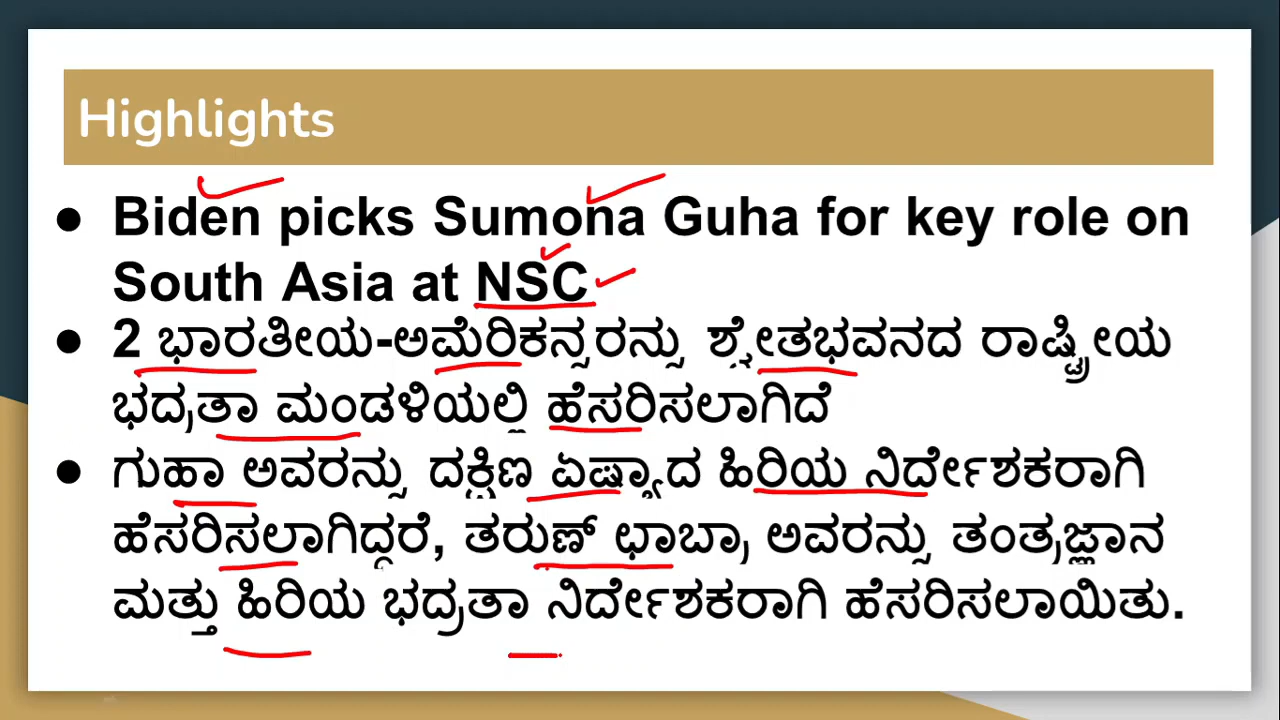 Highlights
● Biden picks Sumona Guha for key role on
South Asia at NSC
● 2 ಭಾರತೀಯ-ಅಮೆರಿಕನ್ನರನ್ನು ಶ್ವೇತಭವನದ ರಾಷ್ಟ್ರೀಯ
ಭದ್ರತಾ ಮಂಡಳಿಯಲ್ಲಿ ಹೆಸರಿಸಲಾಗಿದೆ
● ಗುಹಾ ಅವರನ್ನು ದಕ್ಷಿಣ ಏಷ್ಯಾದ ಹಿರಿಯ ನಿರ್ದೇಶಕರಾಗಿ
ಹೆಸರಿಸಲಾಗಿದ್ದರೆ, ತರುಣ್ ಛಾಬ್ರಾ ಅವರನ್ನು ತಂತ್ರಜ್ಞಾನ
ಮತ್ತು ಹಿರಿಯ ಭದ್ರತಾ ನಿರ್ದೇಶಕರಾಗಿ ಹೆಸರಿಸಲಾಯಿತು.